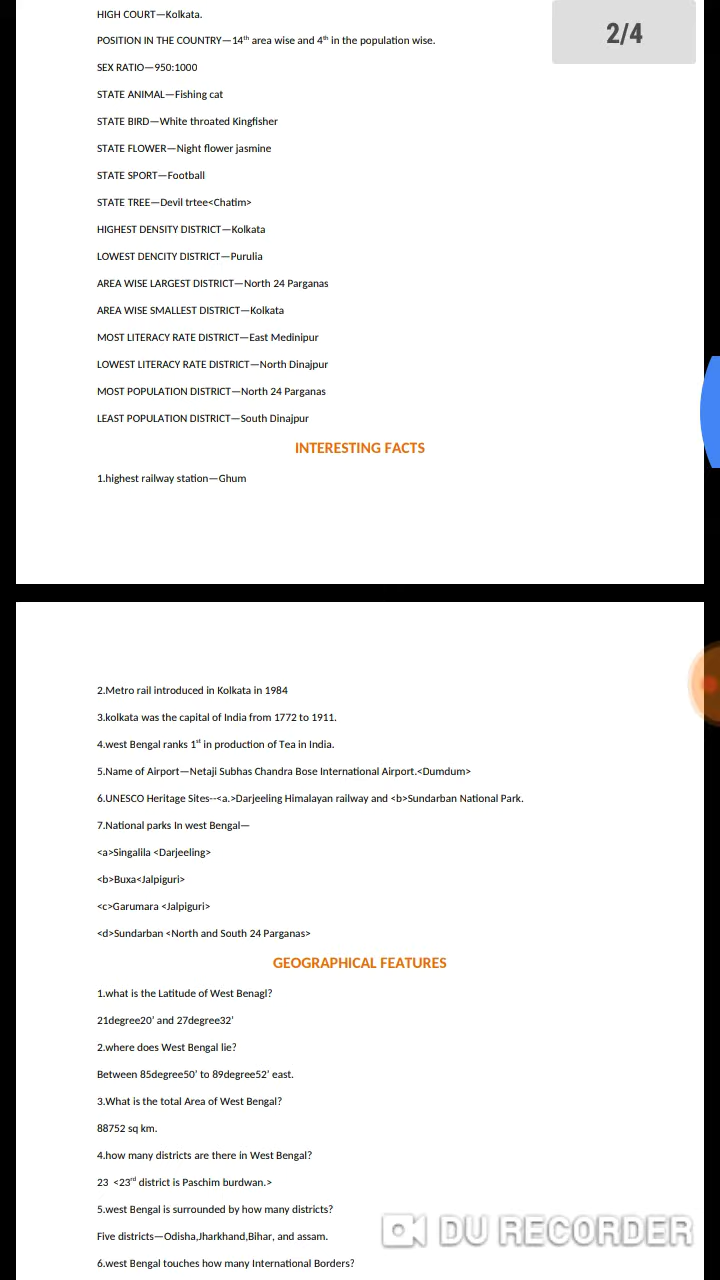 HIGH COURT—Kolkata.
2/4
POSITION IN THE COUNTRY—14th area wise and 4th in the population wise.
SEX RATIO—950:1000
STATE ANIMAL—Fishing cat
STATE BIRD—White throated Kingfisher
STATE FLOWER—Night flower jasmine
STATE SPORT—Football
STATE TREE—Devil trtee<Chatim>
HIGHEST DENSITY DISTRICT—Kolkata
LOWEST DENCITY DISTRICT—Purulia
AREA WISE LARGEST DISTRICT—North 24 Parganas
AREA WISE SMALLEST DISTRICT—Kolkata
MOST LITERACY RATE DISTRICT—East Medinipur
LOWEST LITERACY RATE DISTRICT—North Dinajpur
MOST POPULATION DISTRICT—North 24 Parganas
LEAST POPULATION DISTRICT—South Dinajpur
INTERESTING FACTS
1.highest railway station—Ghum
2.Metro rail introduced in Kolkata in 1984
3.kolkata was the capital of India from 1772 to 1911.
4.west Bengal ranks 1st in production of Tea in India.
5.Name of Airport—Netaji Subhas Chandra Bose International Airport.<Dumdum>
6.UNESCO Heritage Sites--<a.>Darjeeling Himalayan railway and <b>Sundarban National Park.
7.National parks In west Bengal—
<a>Singalila <Darjeeling>
<b>Buxa<Jalpiguri>
<c>Garumara <Jalpiguri>
<d>Sundarban <North and South 24 Parganas>
GEOGRAPHICAL FEATURES
1.what is the Latitude of West Benagl?
21degree20’ and 27degree32’
2.where does West Bengal lie?
Between 85degree50’ to 89degree52’ east.
3.What is the total Area of West Bengal?
88752 sq km.
4.how many districts are there in West Bengal?
23 <23rd district is Paschim burdwan.>
5.west Bengal is surrounded by how many districts?
Five districts—Odisha,Jharkhand,Bihar, and assam.
DU RECORDER
6.west Bengal touches how many International Borders?